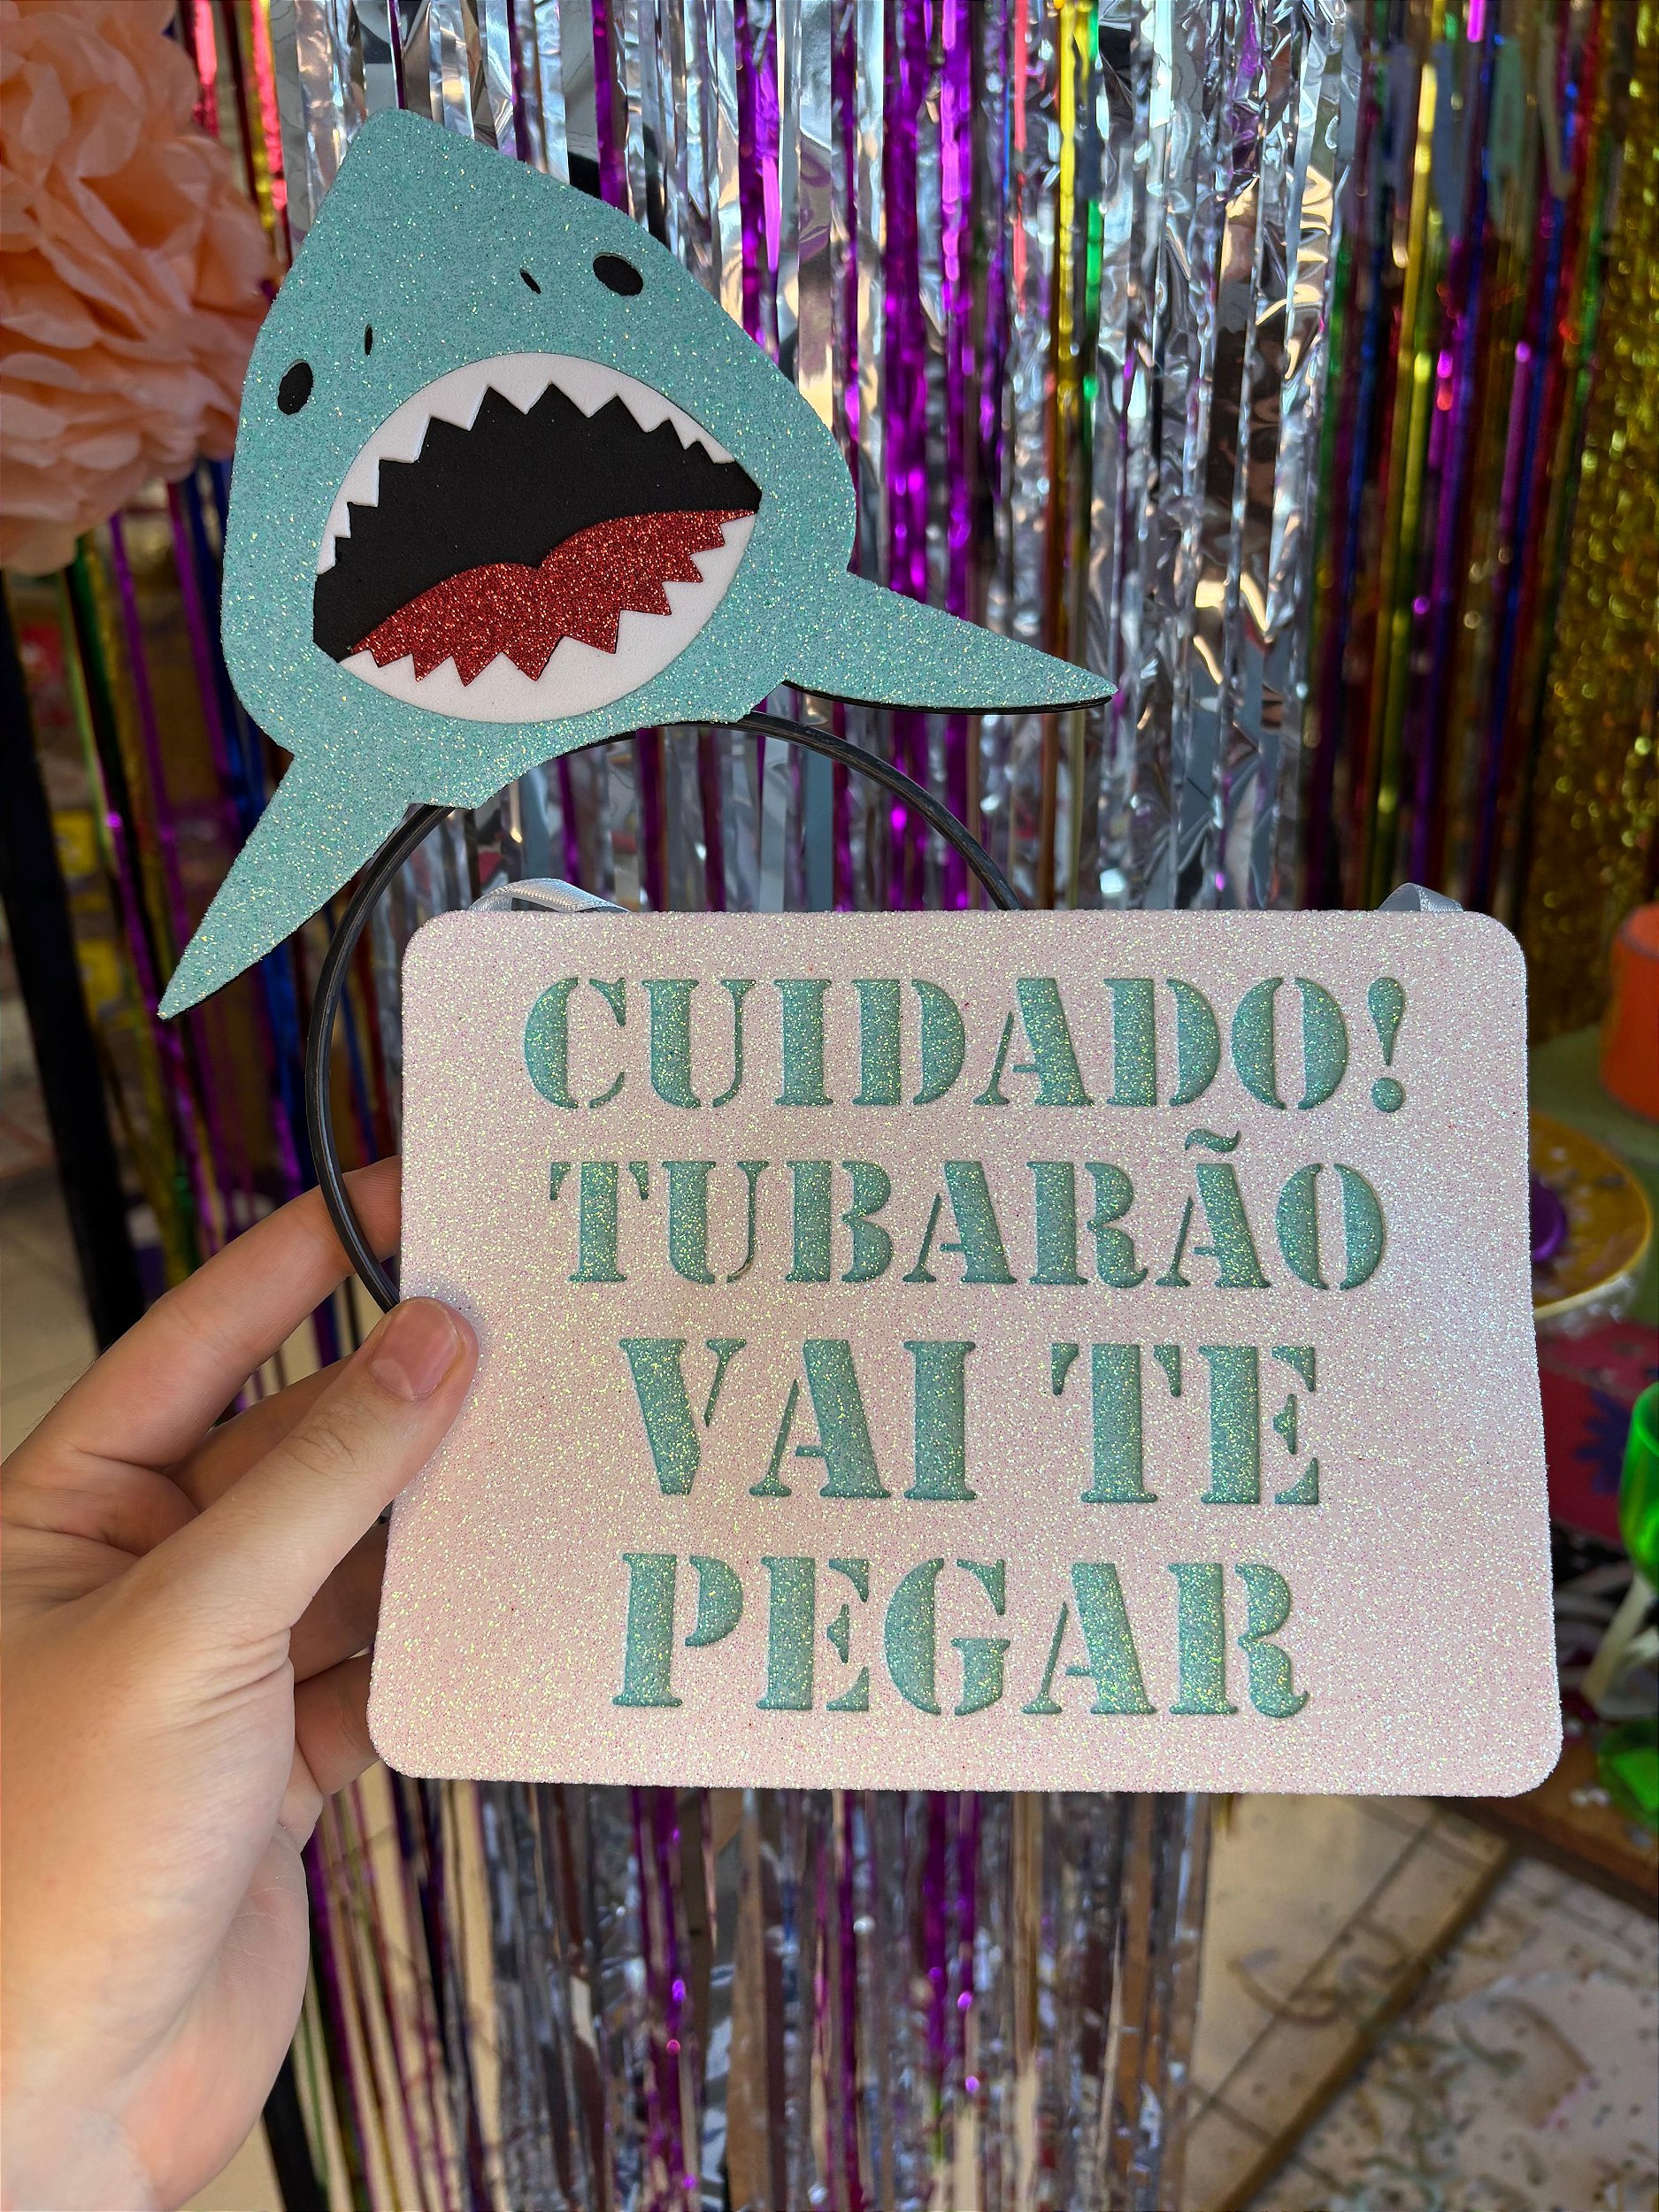 CUIDADO!
TUBARÃO
VAI TE
PEGAR